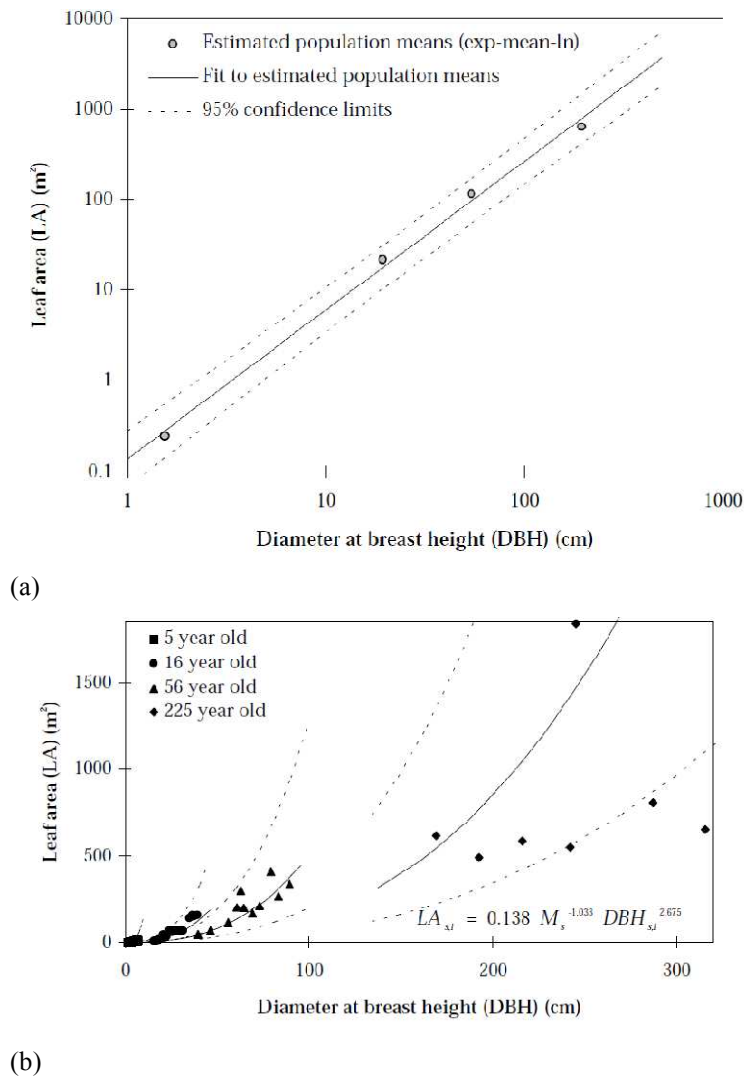 10000
1000
100
10
1
0.1
Leaf area (LA) (m²)
Estimated population means (exp-mean-ln)
Fit to estimated population means
95% confidence limits
1 10 100 1000
Diameter at breast height (DBH) (cm)
(a)
5 year old
16 year old
56 year old
225 year old
1500
1000
500
0
Leaf area (LA) (m²)
LA s,i = 0.138 M s -1.033 DBH s,i 2.675
0 100 200 300
Diameter at breast height (DBH) (cm)
(b)